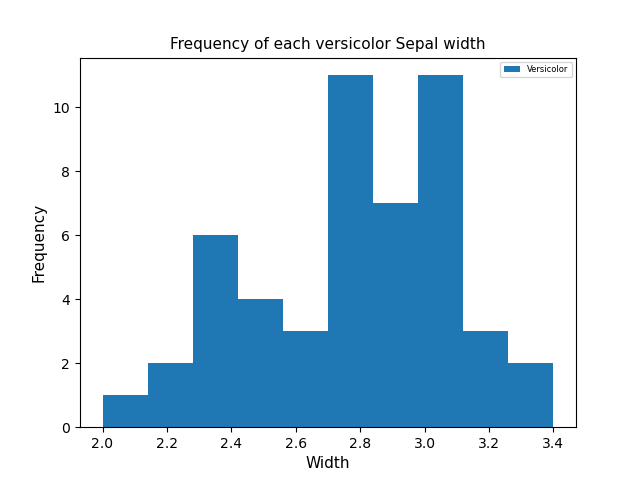 Frequency of each versicolor Sepal width
Versicolor
10
8
6
4
2
0
Frequency
2.0 2.2 2.4 2.6 2.8 3.0 3.2 3.4
Width